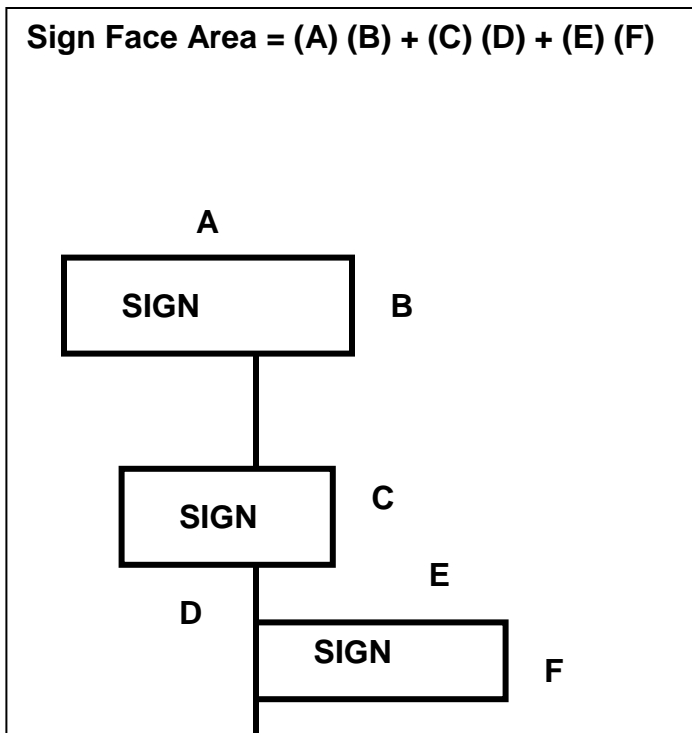 Sign Face Area = (A) (B) + (C) (D) + (E) (F)
A
SIGN
B
SIGN
C
D
E
SIGN
F